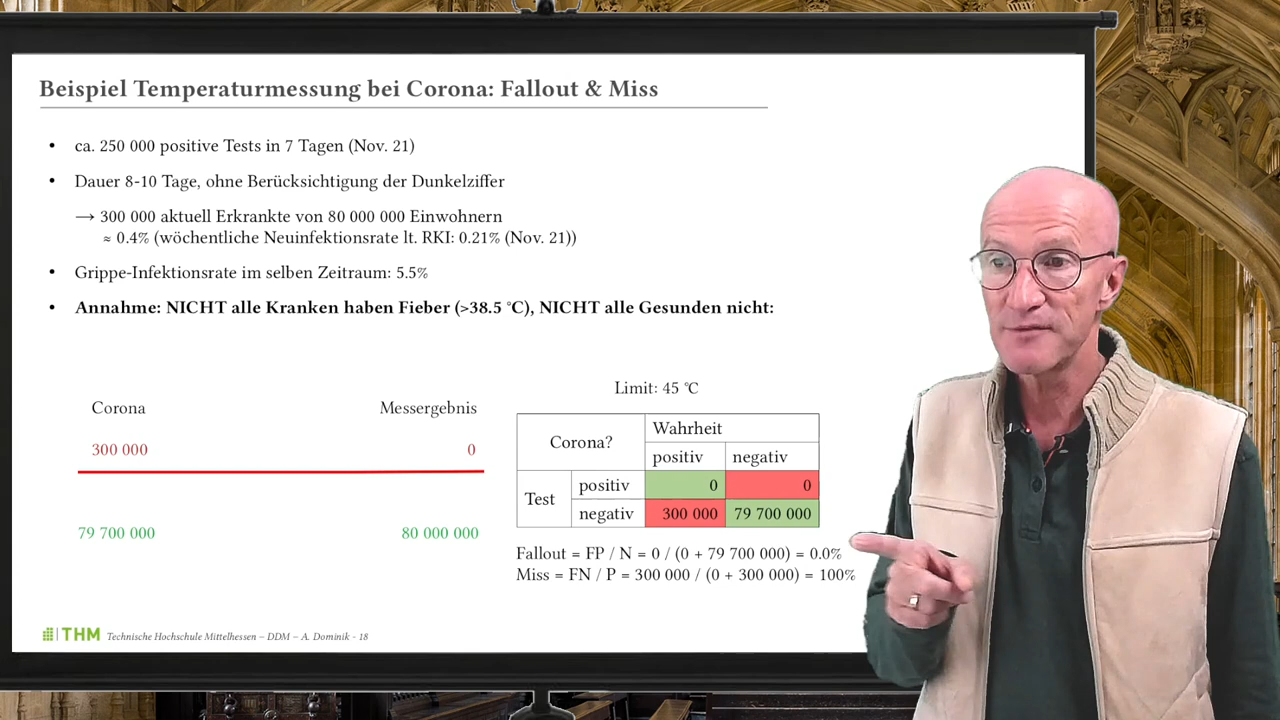 Beispiel Temperaturmessung bei Corona: Fallout & Miss
• ca. 250 000 positive Tests in 7 Tagen (Nov. 21)
• Dauer 8-10 Tage, ohne Berücksichtigung der Dunkelziffer
→ 300 000 aktuell Erkrankte von 80 000 000 Einwohnern
≈ 0.4% (wöchentliche Neuinfektionsrate lt. RKI: 0.21% (Nov. 21))
• Grippe-Infektionsrate im selben Zeitraum: 5.5%
• Annahme: NICHT alle Kranken haben Fieber (>38.5 °C), NICHT alle Gesunden nicht:
Corona Messergebnis
300 000 0
79 700 000 80 000 000
Limit: 45 °C
Corona? Wahrheit
positiv negativ
Test positiv 0 0
negativ 300 000 79 700 000
Fallout = FP / N = 0 / (0 + 79 700 000) = 0.0%
Miss = FN / P = 300 000 / (0 + 300 000) = 100%
THM Technische Hochschule Mittelhessen – DDM – A. Dominik - 18